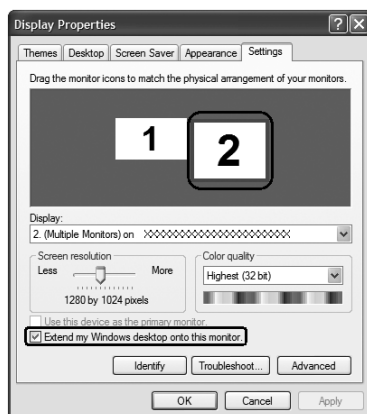 Display Properties
Themes Desktop Screen Saver Appearance Settings
Drag the monitor icons to match the physical arrangement of your monitors.
1 2
Display:
2. (Multiple Monitors) on XXXXXXXXXXXXXXXXXXXXXXX
Screen resolution
Less More
1280 by 1024 pixels
Color quality
Highest (32 bit)
Use this device as the primary monitor.
Extend my Windows desktop onto this monitor.
Identify Troubleshoot... Advanced
OK Cancel Apply